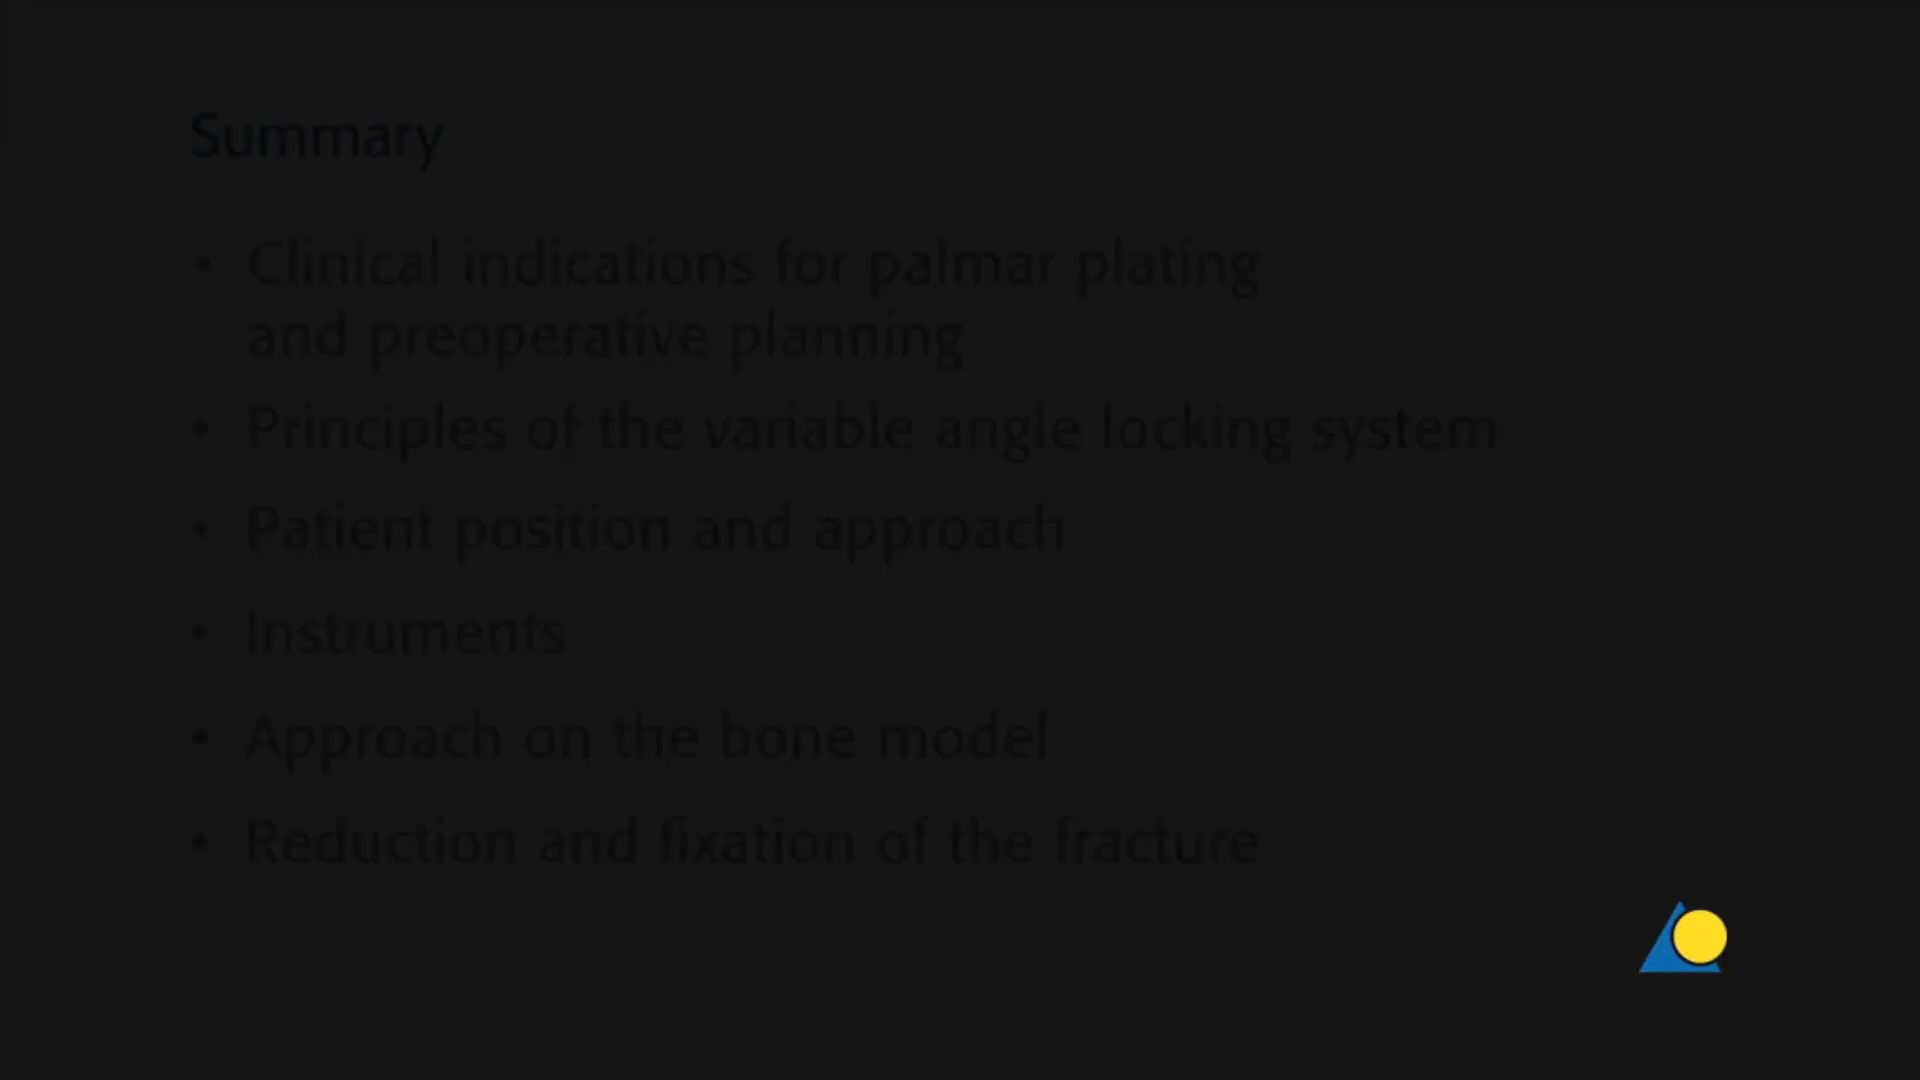 Summary
• Clinical indications for palmar plating
and preoperative planning
• Principles of the variable angle locking system
• Patient position and approach
• Instruments
• Approach on the bone model
• Reduction and fixation of the fracture